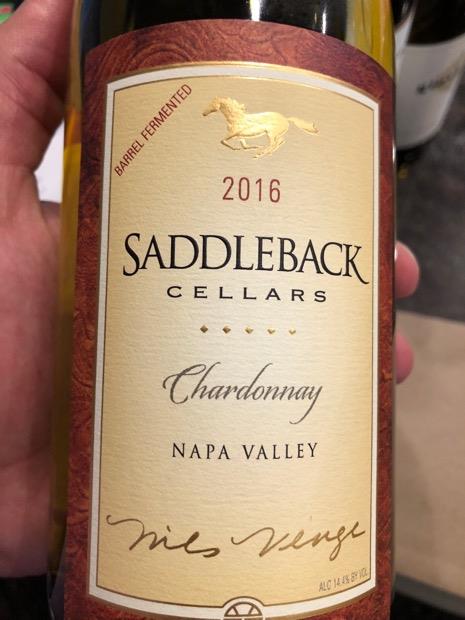 BARREL FERMENTED
2016
SADDLEBACK
CELLARS
Chardonnay
NAPA VALLEY
Nils Venge
ALC 14.4% BY VOL